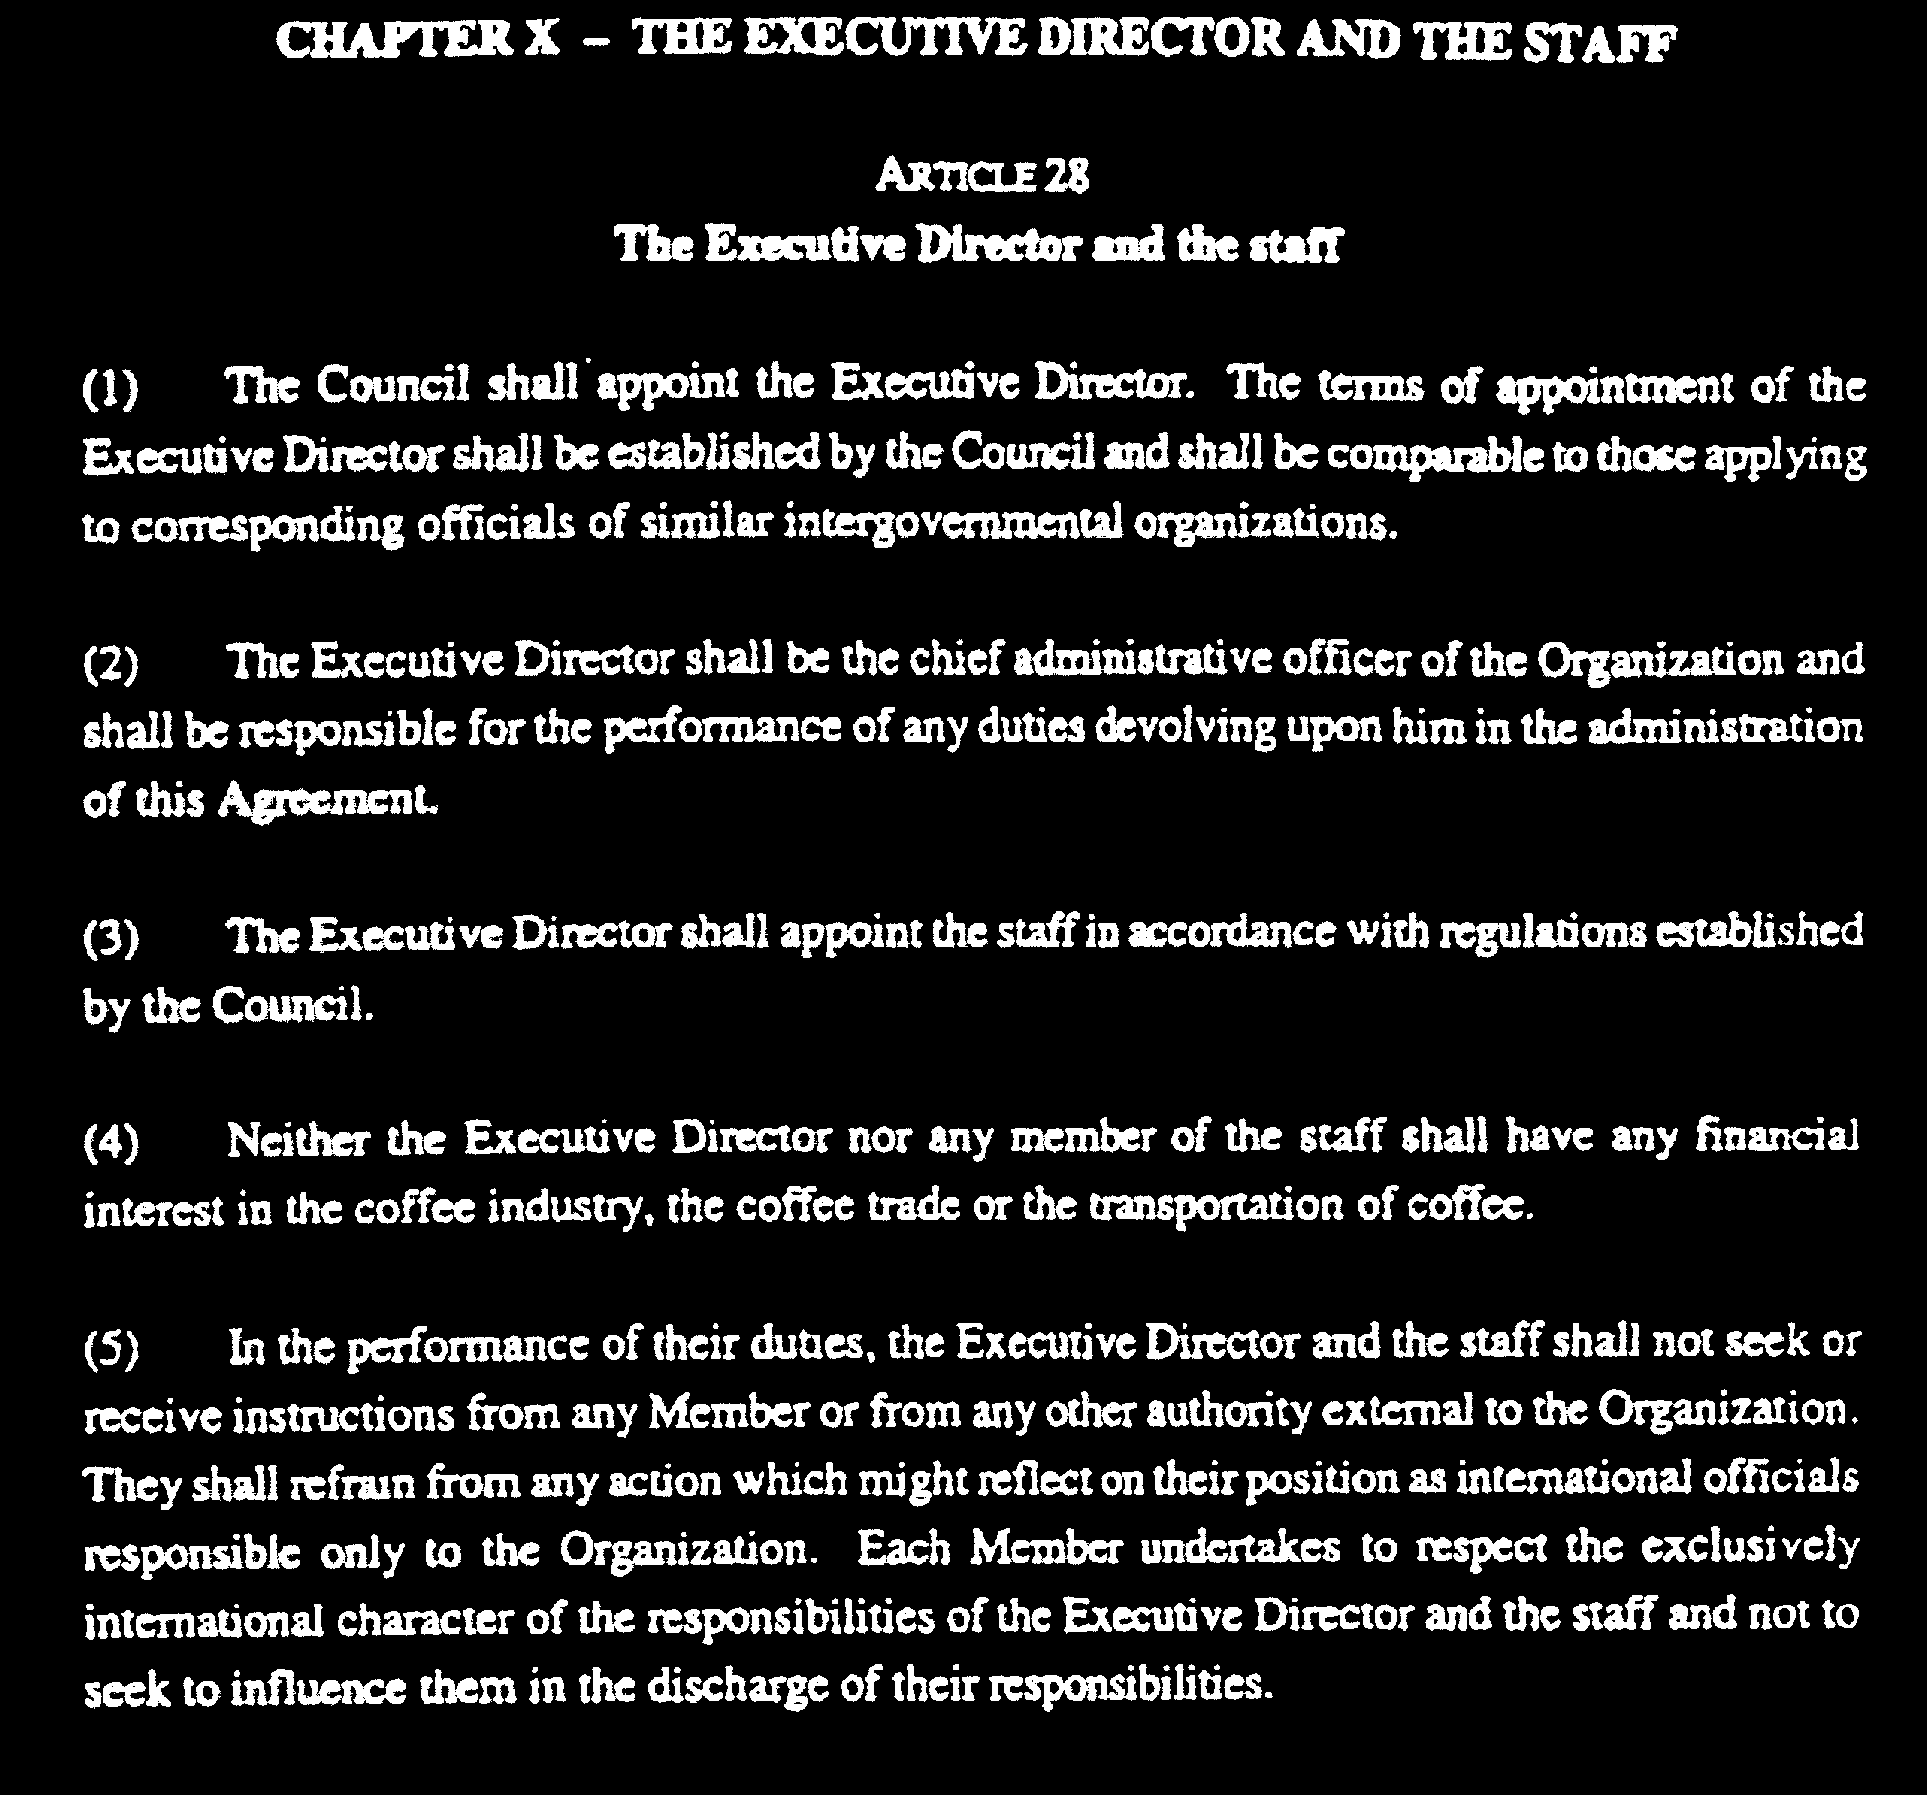 CHAPTER X – THE EXECUTIVE DIRECTOR AND THE STAFF
ARTICLE 28
The Executive Director and the staff
(1) The Council shall appoint the Executive Director. The terms of appointment of the
Executive Director shall be established by the Council and shall be comparable to those applying
to corresponding officials of similar intergovernmental organizations.
(2) The Executive Director shall be the chief administrative officer of the Organization and
shall be responsible for the performance of any duties devolving upon him in the administration
of this Agreement.
(3) The Executive Director shall appoint the staff in accordance with regulations established
by the Council.
(4) Neither the Executive Director nor any member of the staff shall have any financial
interest in the coffee industry, the coffee trade or the transportation of coffee.
(5) In the performance of their duties, the Executive Director and the staff shall not seek or
receive instructions from any Member or from any other authority external to the Organization.
They shall refrain from any action which might reflect on their position as international officials
responsible only to the Organization. Each Member undertakes to respect the exclusively
international character of the responsibilities of the Executive Director and the staff and not to
seek to influence them in the discharge of their responsibilities.